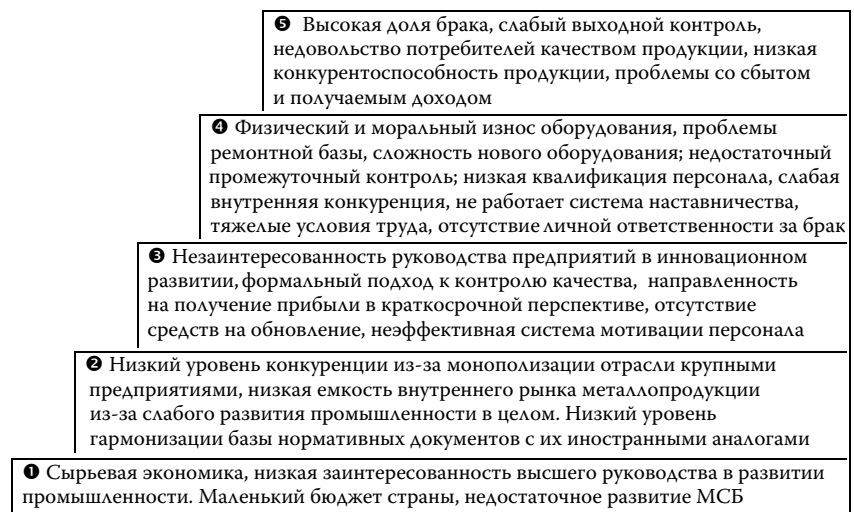 ❺ Высокая доля брака, слабый выходной контроль,
недовольство потребителей качеством продукции, низкая
конкурентоспособность продукции, проблемы со сбытом
и получаемым доходом
❹ Физический и моральный износ оборудования, проблемы
ремонтной базы, сложность нового оборудования; недостаточный
промежуточный контроль; низкая квалификация персонала, слабая
внутренняя конкуренция, не работает система наставничества,
тяжелые условия труда, отсутствие личной ответственности за брак
❸ Незаинтересованность руководства предприятий в инновационном
развитии, формальный подход к контролю качества, направленность
на получение прибыли в краткосрочной перспективе, отсутствие
средств на обновление, неэффективная система мотивации персонала
❷ Низкий уровень конкуренции из-за монополизации отрасли крупными
предприятиями, низкая емкость внутреннего рынка металлопродукции
из-за слабого развития промышленности в целом. Низкий уровень
гармонизации базы нормативных документов с их иностранными аналогами
❶ Сырьевая экономика, низкая заинтересованность высшего руководства в развитии
промышленности. Маленький бюджет страны, недостаточное развитие МСБ